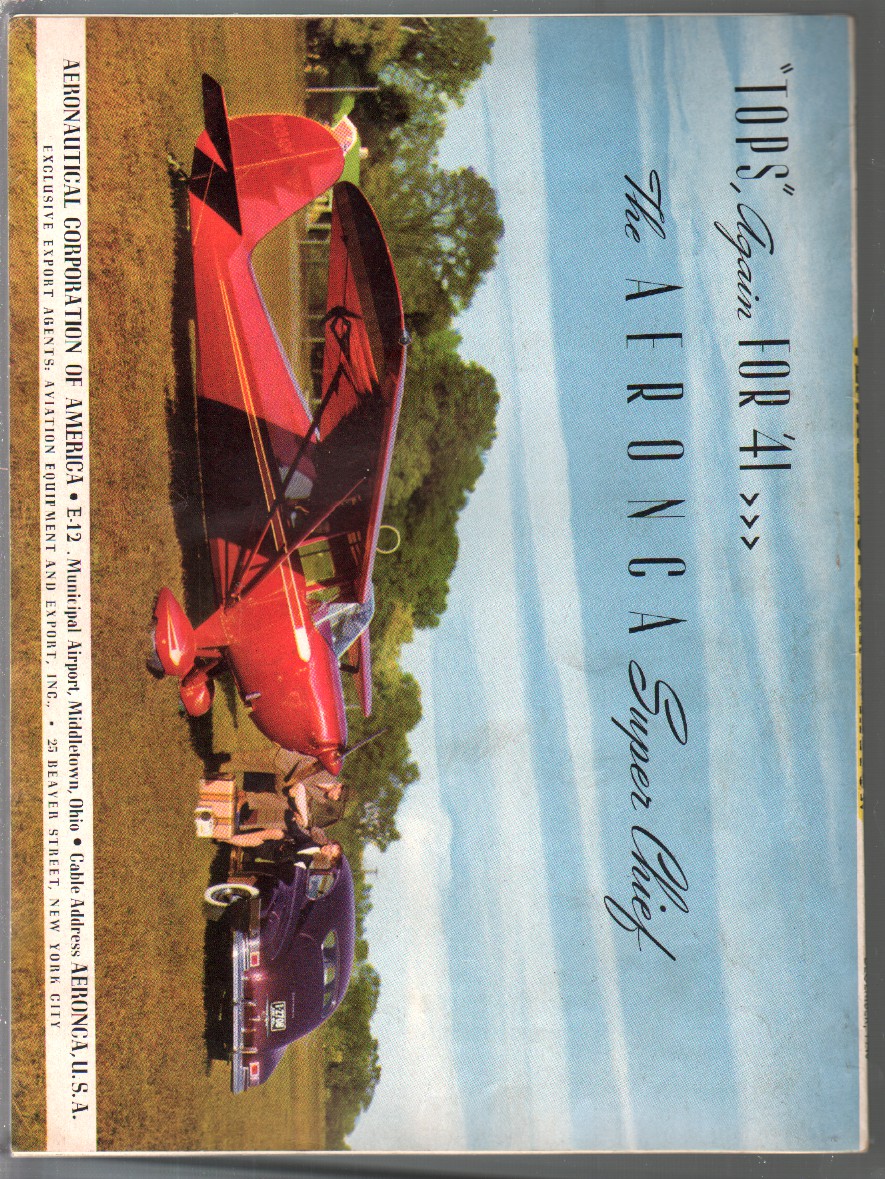 "TOPS", Again FOR '41 >>>
The AERONCA Super Chief
AERONAUTICAL CORPORATION OF AMERICA • E-12 . Municipal Airport, Middletown, Ohio • Cable Address AERONCA, U. S. A.
EXCLUSIVE EXPORT AGENTS: AVIATION EQUIPMENT AND EXPORT, INC., • 25 BEAVER STREET, NEW YORK CITY